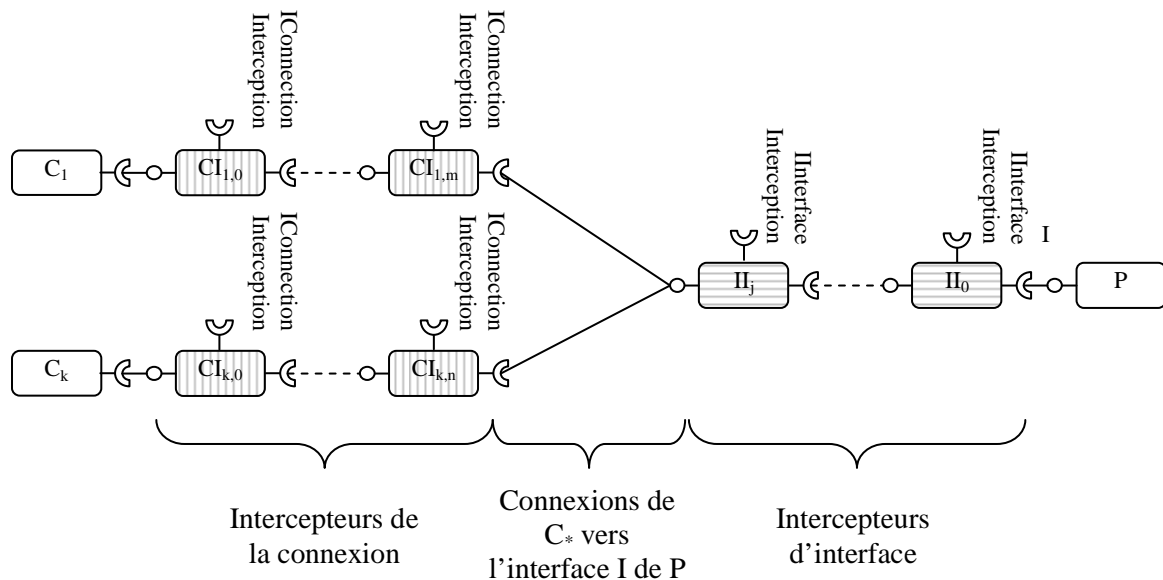 IConnection
Interception
IConnection
Interception
C1
CI1,0
CI1,m
IInterface
Interception
IInterface
Interception
I
IConnection
Interception
IConnection
Interception
IIj
II0
P
Ck
CIk,0
CIk,n
Intercepteurs de
la connexion
Connexions de
C* vers
l’interface I de P
Intercepteurs
d’interface